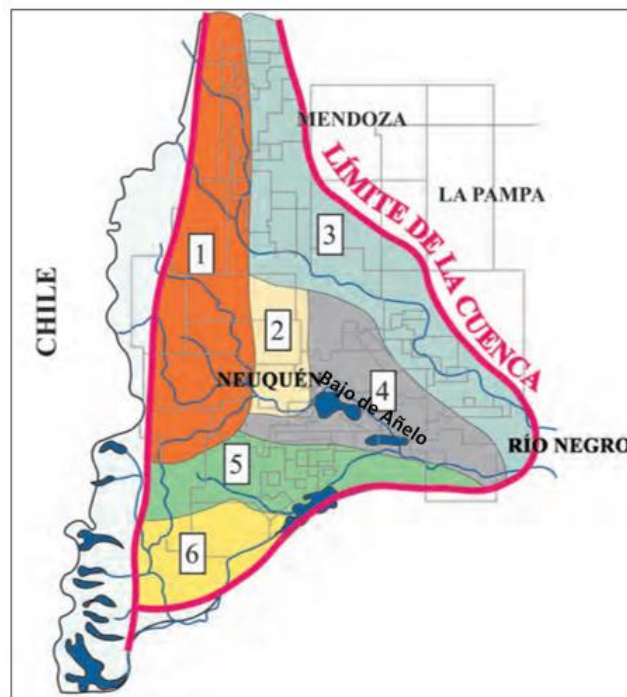 MENDOZA
LÍMITE DE LA CUENCA
LA PAMPA
3
1
CHILE
2
NEUQUÉN
Bajo de Añelo
4
RÍO NEGRO
5
6